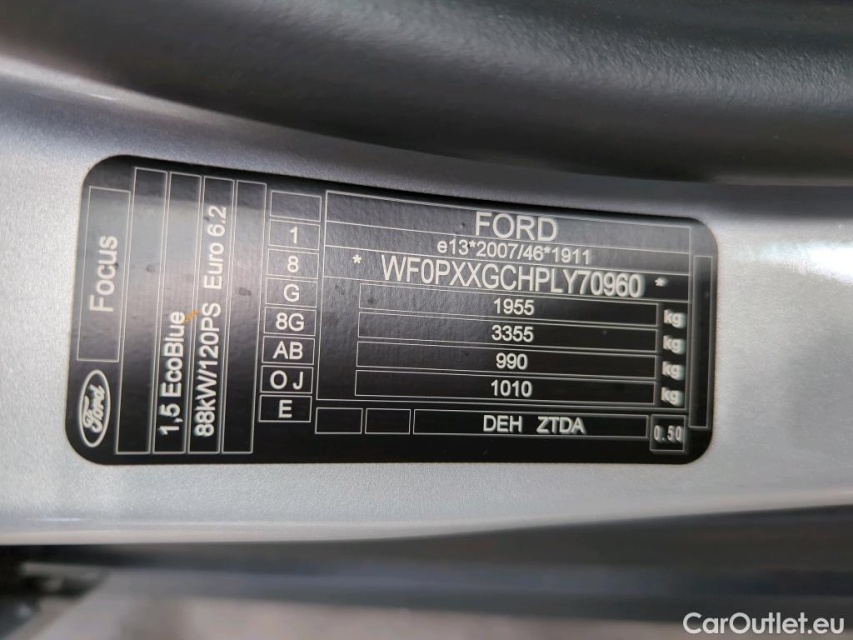 FORD
e13*2007/46*1911
* WF0PXXGCHPLY70960 *
1955 kg
3355 kg
990 kg
1010 kg
DEH ZTDA
0.50
1
8
G
8G
AB
O J
E
Focus
1,5 EcoBlue
88kW/120PS Euro 6.2
Ford
CarOutlet.eu